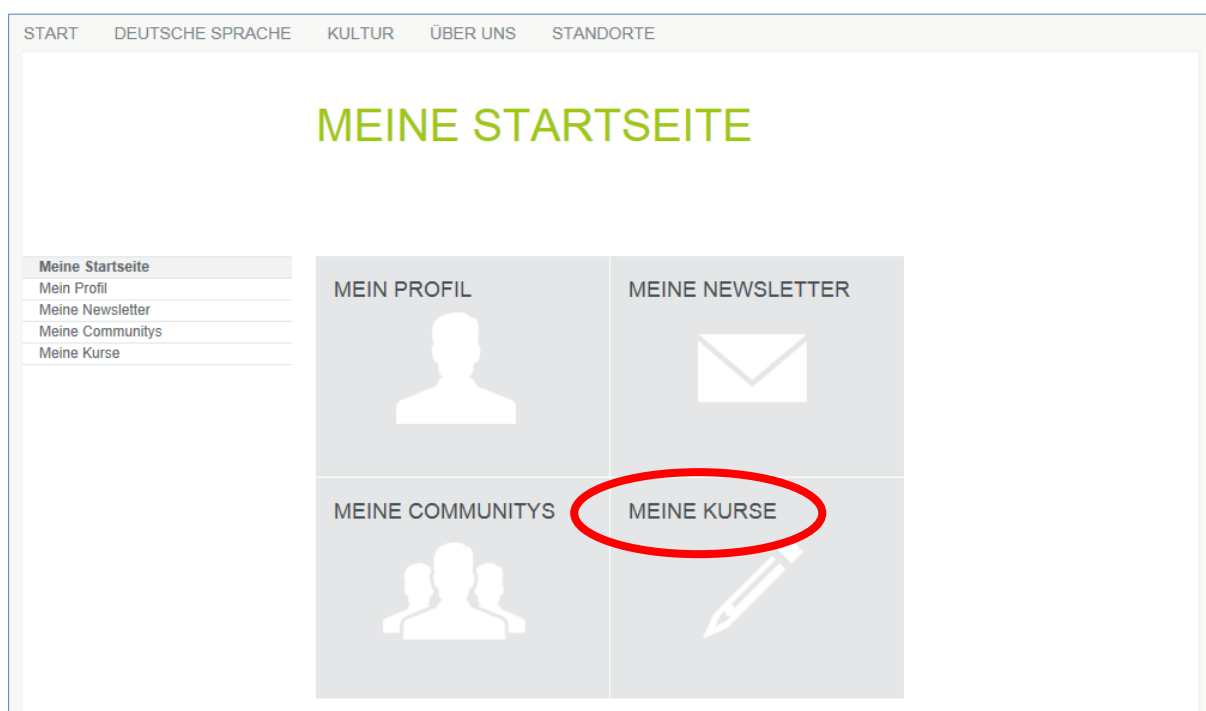 START DEUTSCHE SPRACHE KULTUR ÜBER UNS STANDORTE
MEINE STARTSEITE
Meine Startseite
Mein Profil
Meine Newsletter
Meine Communitys
Meine Kurse
MEIN PROFIL
MEINE NEWSLETTER
MEINE COMMUNITYS
MEINE KURSE